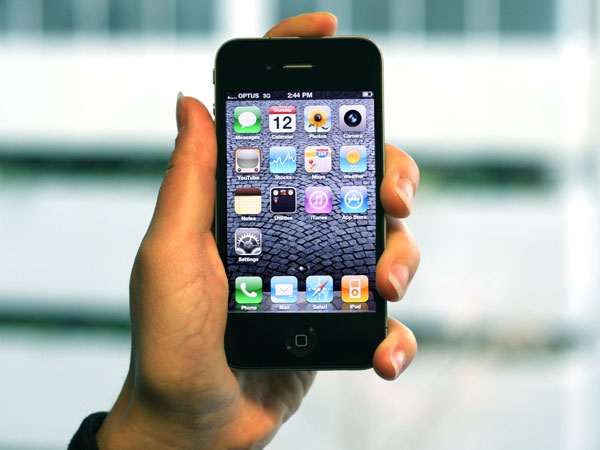 OPTUS 3G 2:44 PM
Thursday
12
Messages Calendar Photos Camera
YouTube Stocks Maps Weather
Notes Utilities iTunes App Store
Settings
Phone Mail Safari iPod